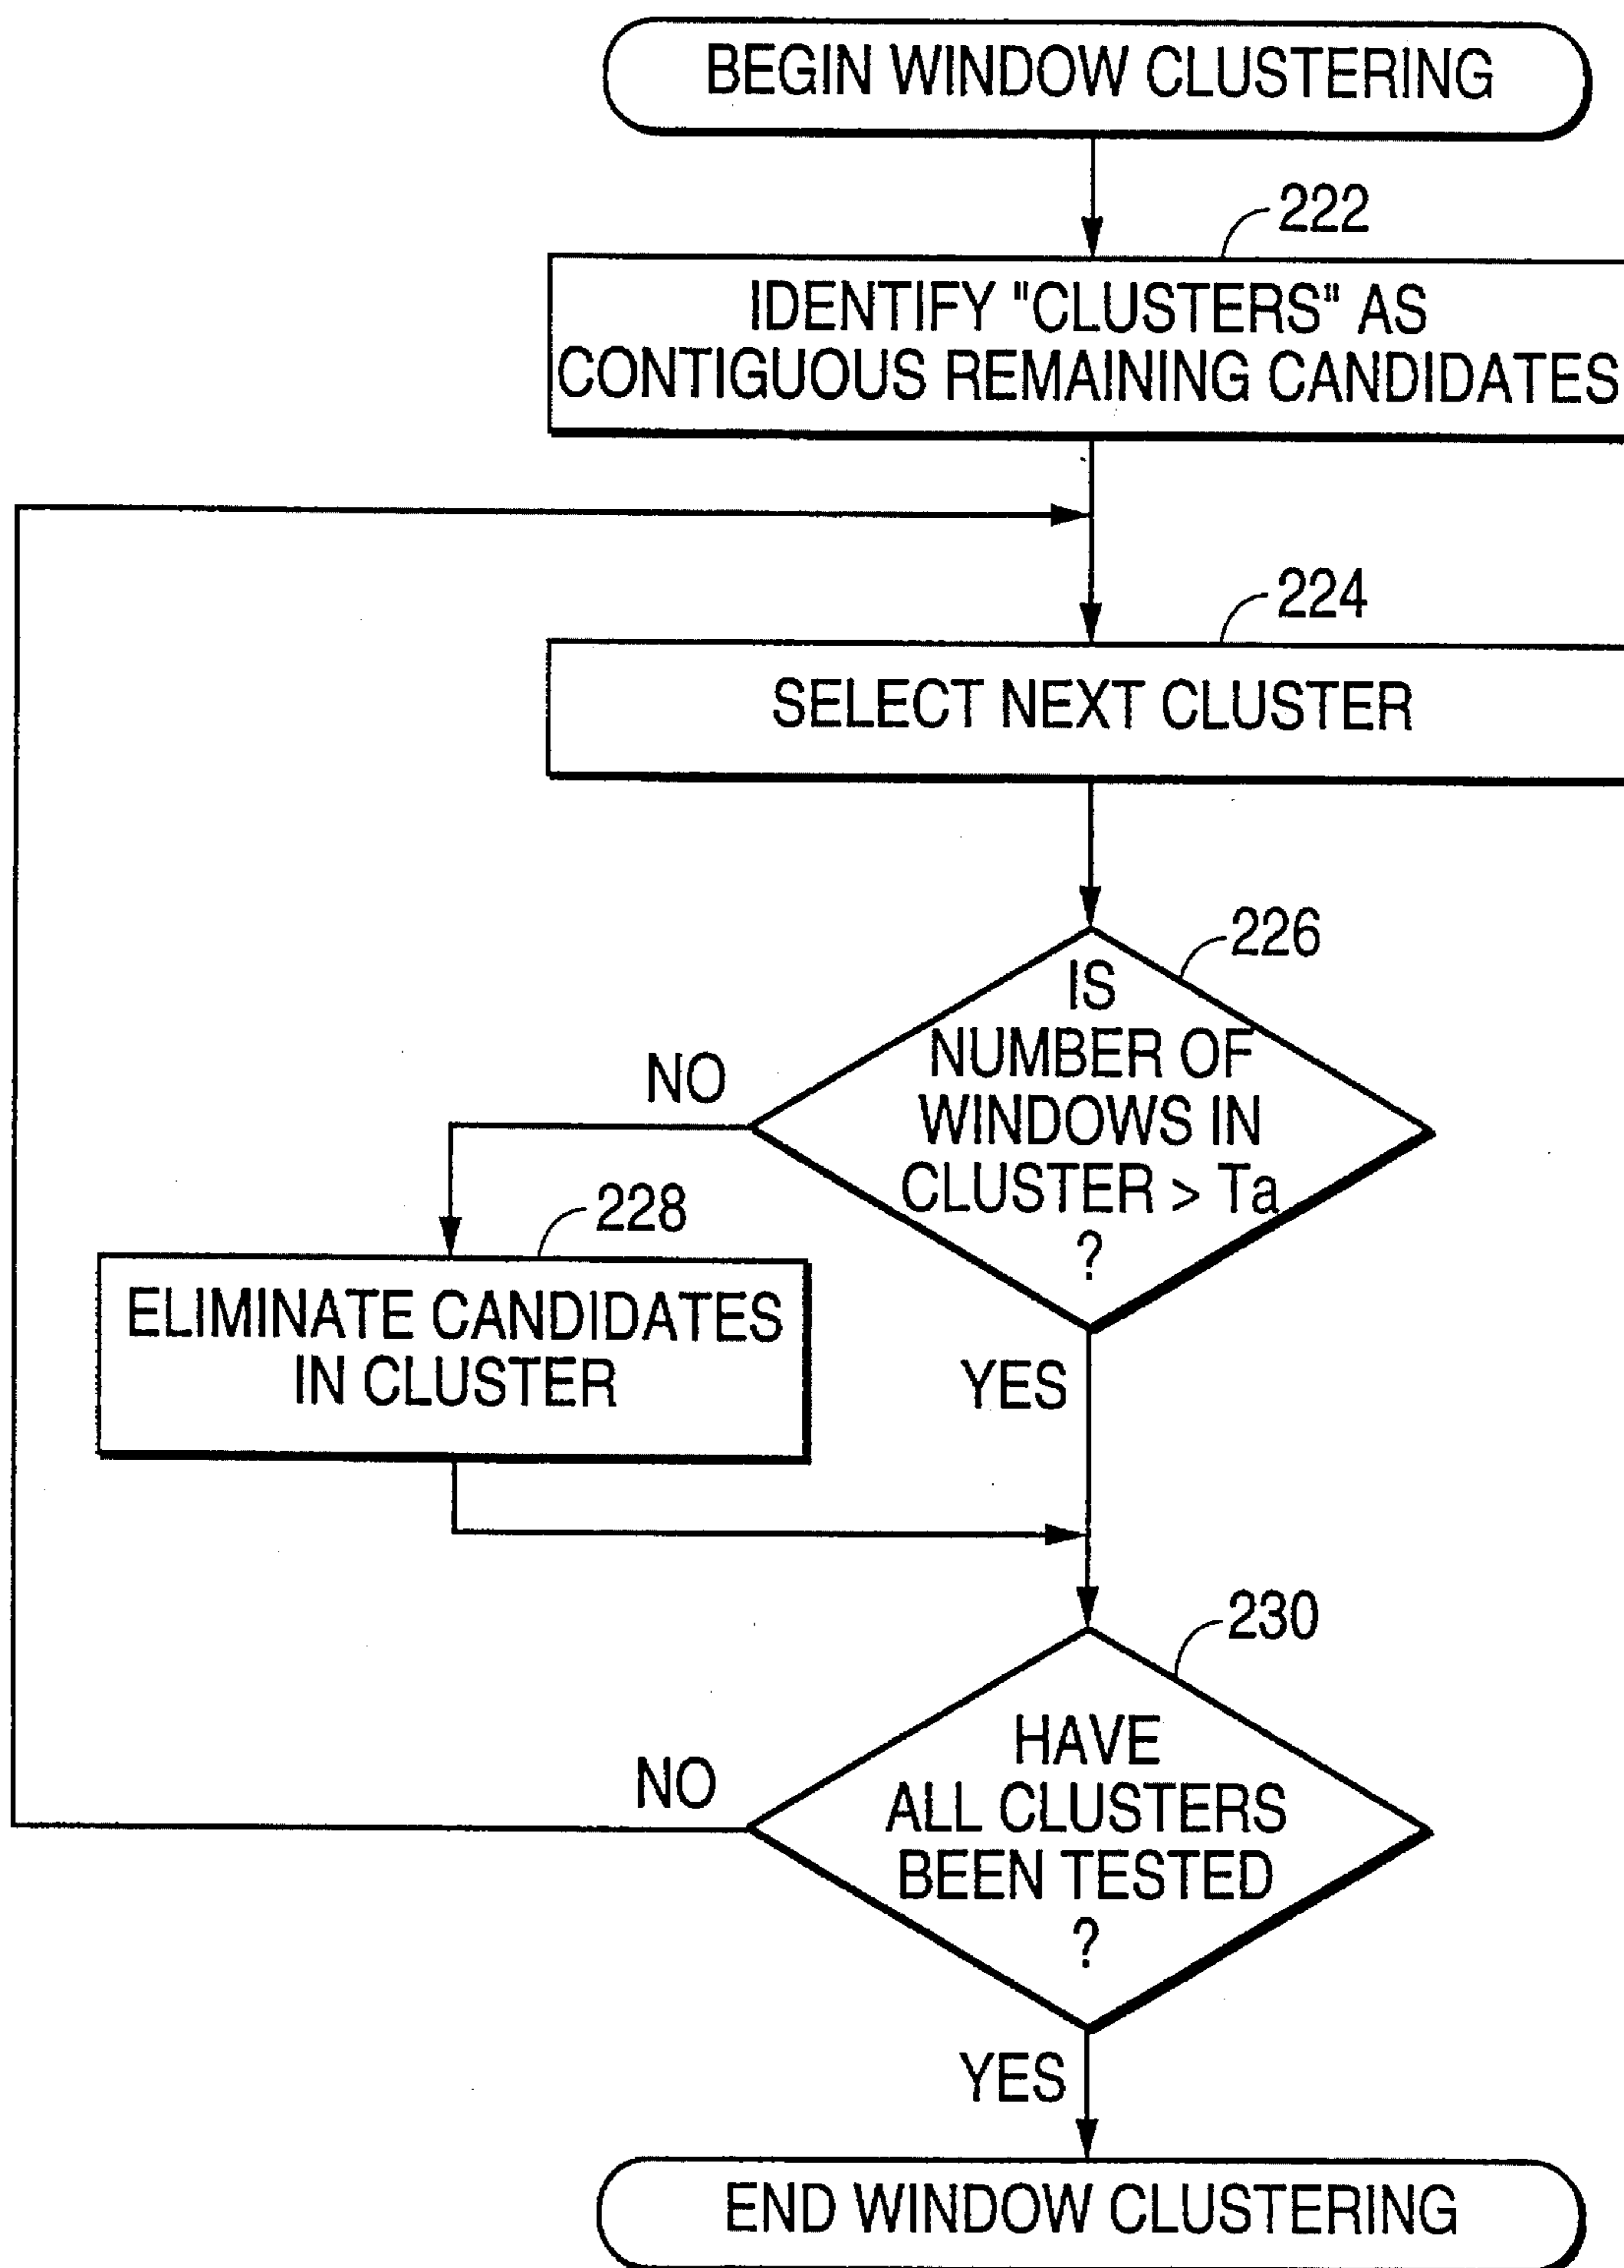 BEGIN WINDOW CLUSTERING
222
IDENTIFY "CLUSTERS" AS
CONTIGUOUS REMAINING CANDIDATES
224
SELECT NEXT CLUSTER
226
IS
NUMBER OF
WINDOWS IN
CLUSTER > Ta
?
NO
228
ELIMINATE CANDIDATES
IN CLUSTER
YES
230
HAVE
ALL CLUSTERS
BEEN TESTED
?
NO
YES
END WINDOW CLUSTERING